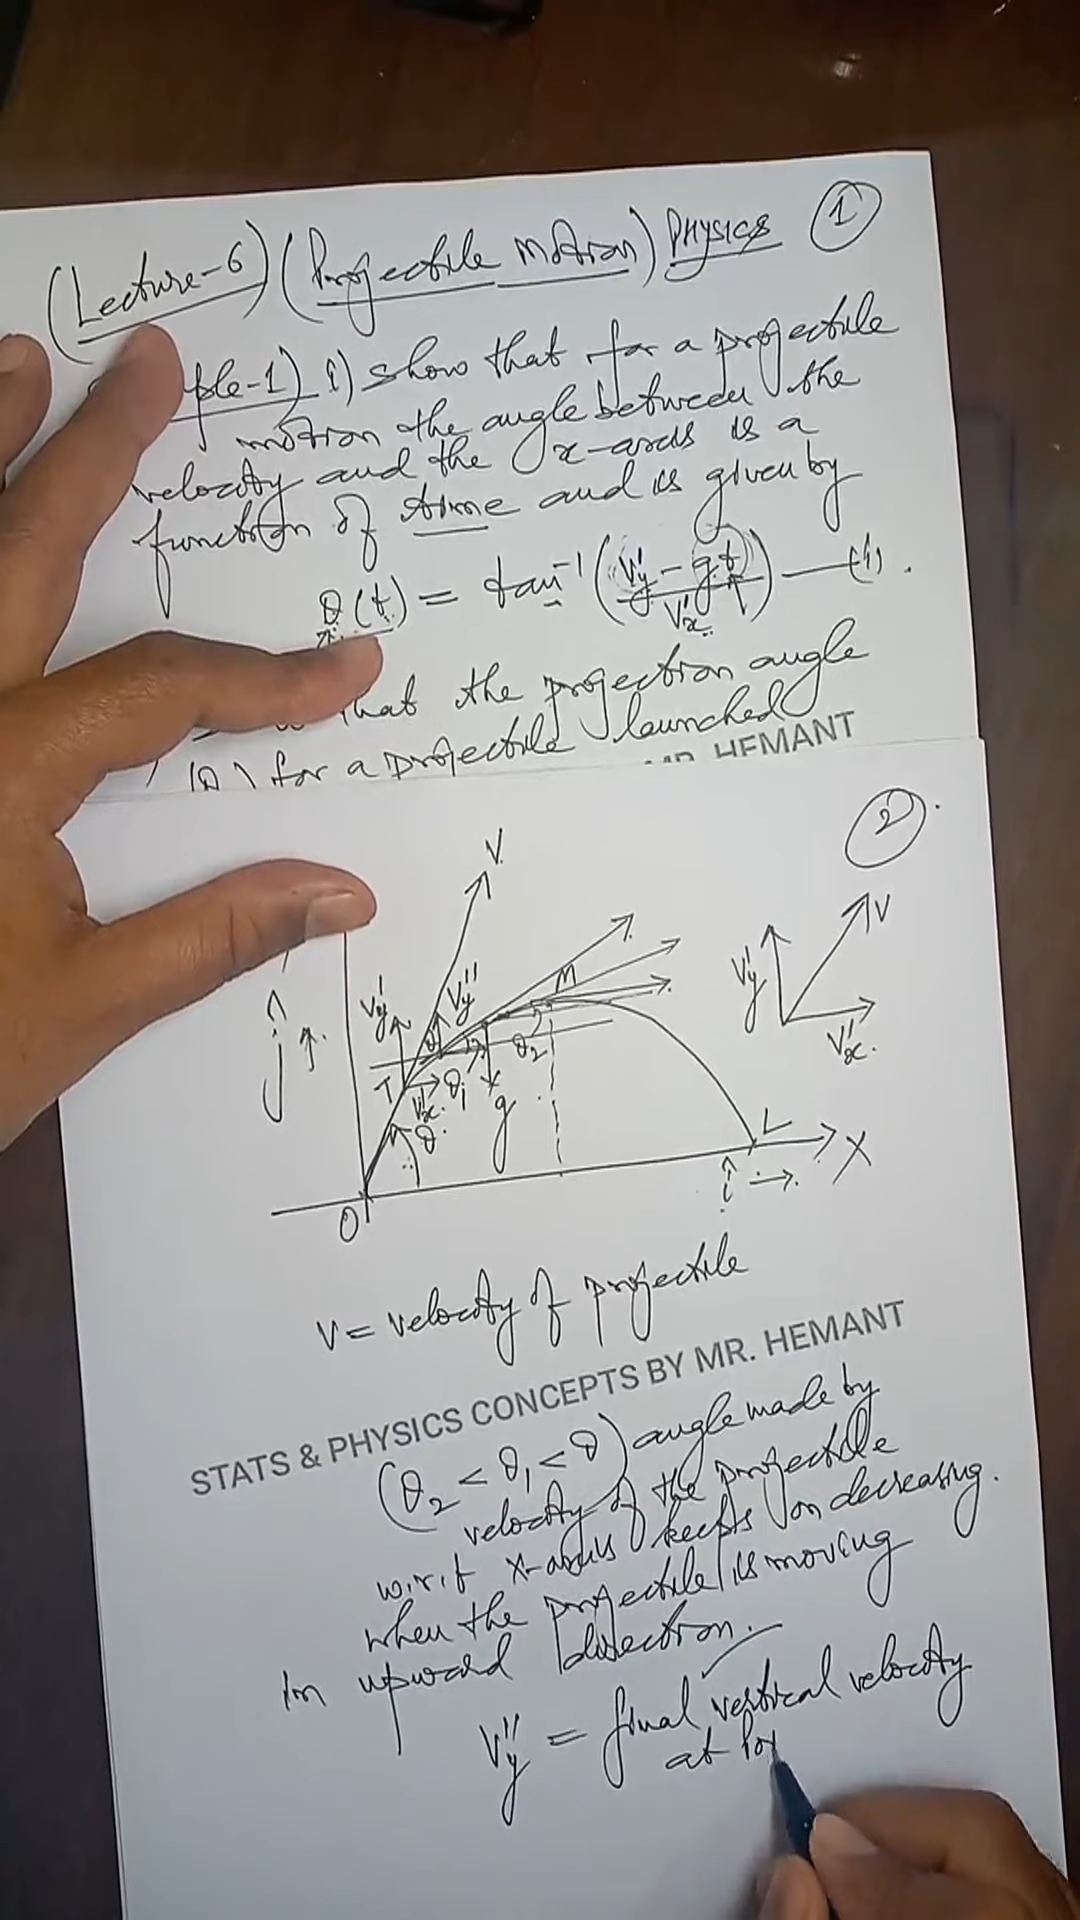 (Lecture-6) (Projectile motion) PHYSICS 1
ple-1) i) show that for a projectile
motion the angle between the
velocity and the x-axis is a
function of time and is given by
θ(t) = tan⁻¹((V'y - gt)/V'x) —(1).
that the projection angle
for a projectile launched
MR. HEMANT
2
V
M
V'y V''y V'y V
θ
T θ1 θ2 V'x.
V'x g
θ
j L
O i X
V = velocity of projectile
STATS & PHYSICS CONCEPTS BY MR. HEMANT
(θ2 < θ1 < θ) angle made by
velocity of the projectile
w.r.t x-axis keeps on decreasing.
when the projectile is moving
in upward direction.
V''y = final vertical velocity
at